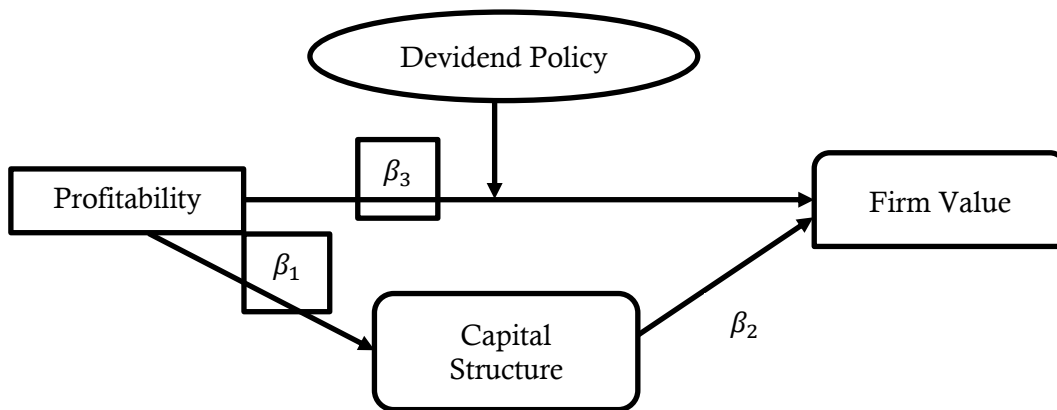 Devidend Policy
β3
Profitability
Firm Value
β1
Capital
Structure
β2